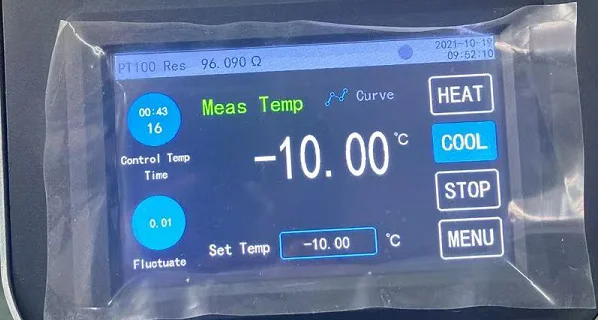 PT100 Res 96.090 Ω
2021-10-19
09:52:10
00:43
16
Control Temp
Time
Meas Temp
Curve
-10.00 ℃
0.01
Fluctuate
Set Temp -10.00 ℃
HEAT
COOL
STOP
MENU